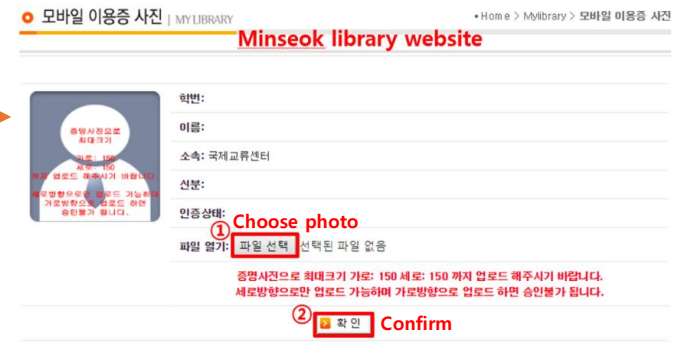 모바일 이용증 사진 | MY LIBRARY
•Home > Mylibrary > 모바일 이용증 사진
Minseok library website
증명사진으로
최대크기
가로: 150
세로: 150
까지 업로드 해주시기 바랍니다.
세로방향으로만 업로드 가능하며
가로방향으로 업로드 하면
승인불가 됩니다.
학번:
이름:
소속: 국제교류센터
신분:
인증상태:
① Choose photo
파일 열기: 파일 선택 선택된 파일 없음
증명사진으로 최대크기 가로: 150 세로: 150 까지 업로드 해주시기 바랍니다.
세로방향으로만 업로드 가능하며 가로방향으로 업로드 하면 승인불가 됩니다.
② 확인 Confirm